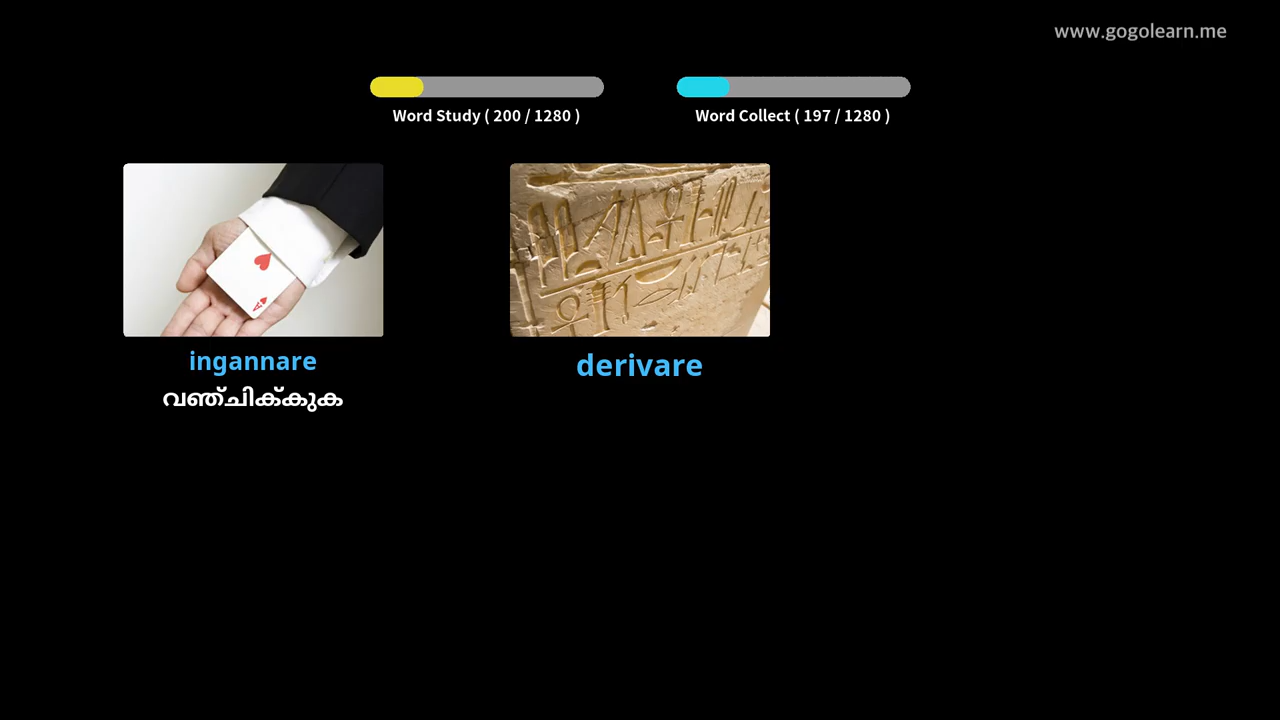 www.gogolearn.me
Word Study ( 200 / 1280 )
Word Collect ( 197 / 1280 )
A
ingannare
derivare
വഞ്ചിക്കുക